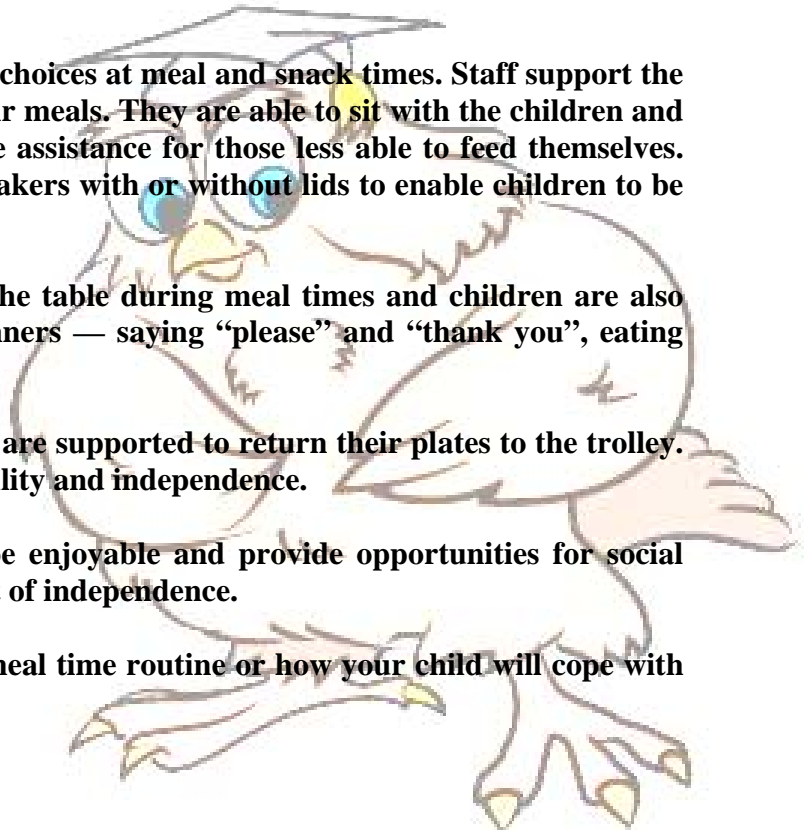 choices at meal and snack times. Staff support the
r meals. They are able to sit with the children and
e assistance for those less able to feed themselves.
akers with or without lids to enable children to be
he table during meal times and children are also
nners — saying “please” and “thank you”, eating
are supported to return their plates to the trolley.
lity and independence.
be enjoyable and provide opportunities for social
of independence.
meal time routine or how your child will cope with